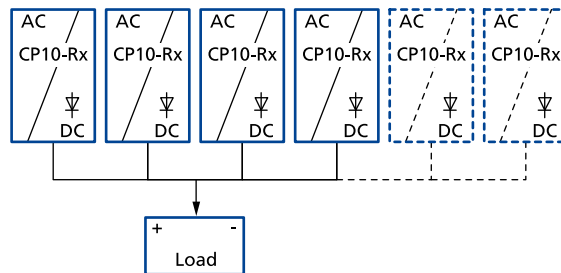 AC
CP10-Rx
DC
AC
CP10-Rx
DC
AC
CP10-Rx
DC
AC
CP10-Rx
DC
AC
CP10-Rx
DC
AC
CP10-Rx
DC
+ -
Load